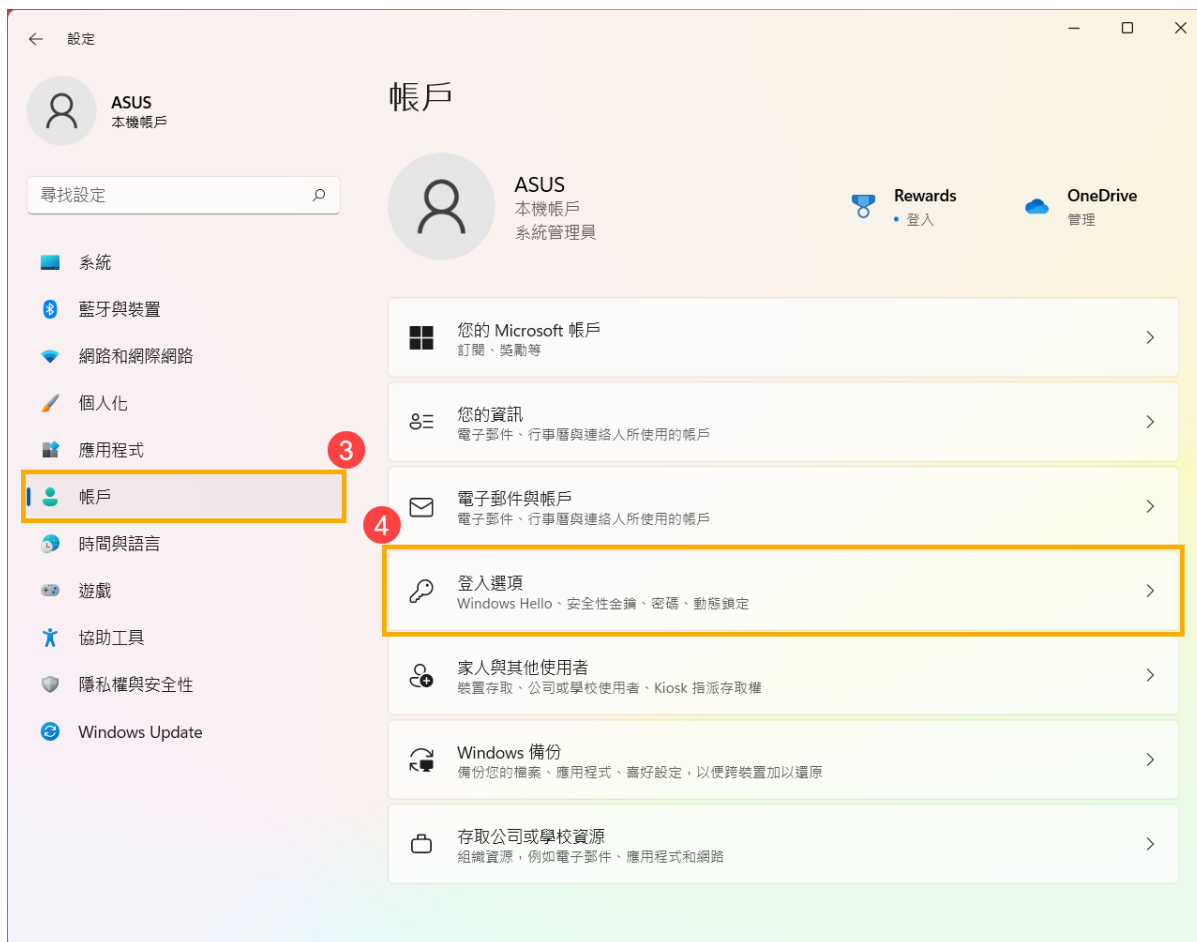 設定
ASUS
本機帳戶
尋找設定
系統
藍牙與裝置
網路和網際網路
個人化
應用程式
3
帳戶
時間與語言
遊戲
協助工具
隱私權與安全性
Windows Update
帳戶
ASUS
本機帳戶
系統管理員
Rewards
• 登入
OneDrive
管理
您的 Microsoft 帳戶
訂閱、獎勵等
您的資訊
電子郵件、行事曆與連絡人所使用的帳戶
電子郵件與帳戶
電子郵件、行事曆與連絡人所使用的帳戶
4
登入選項
Windows Hello、安全性金鑰、密碼、動態鎖定
家人與其他使用者
裝置存取、公司或學校使用者、Kiosk 指派存取權
Windows 備份
備份您的檔案、應用程式、喜好設定，以便跨裝置加以還原
存取公司或學校資源
組織資源，例如電子郵件、應用程式和網路